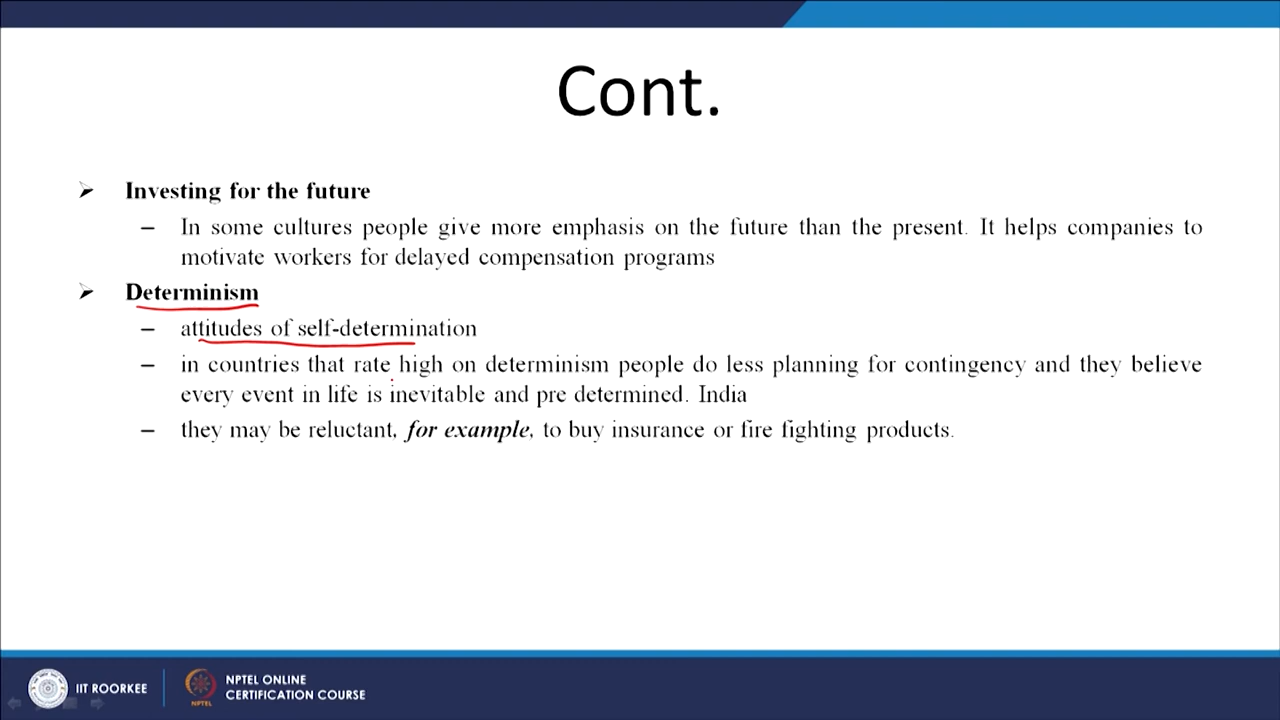 Cont.
➢ Investing for the future
– In some cultures people give more emphasis on the future than the present. It helps companies to
motivate workers for delayed compensation programs
➢ Determinism
– attitudes of self-determination
– in countries that rate high on determinism people do less planning for contingency and they believe
every event in life is inevitable and pre determined. India
– they may be reluctant, for example, to buy insurance or fire fighting products.
IIT ROORKEE
NPTEL
NPTEL ONLINE
CERTIFICATION COURSE